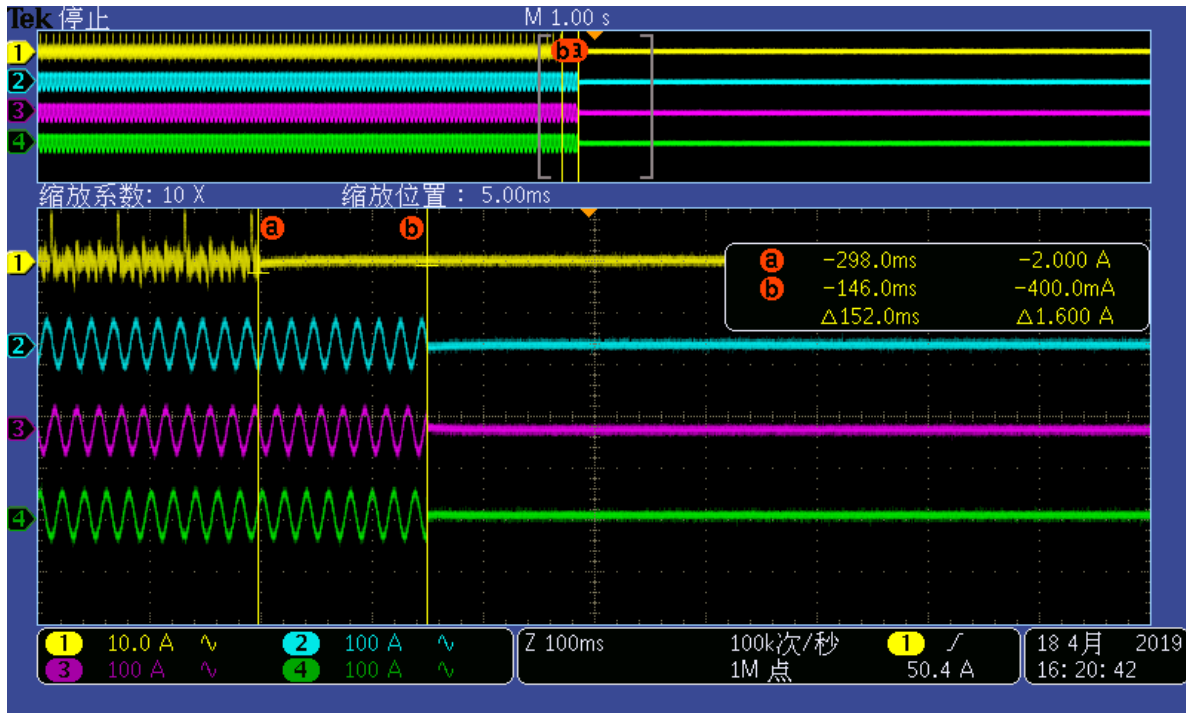 Tek 停止 M 1.00 s
1
b a
2
3
4
缩放系数: 10 X 缩放位置 : 5.00ms
a b
1
a −298.0ms −2.000 A
b −146.0ms −400.0mA
△152.0ms △1.600 A
2
3
4
1 10.0 A ∿ 2 100 A ∿ Z 100ms 100k次/秒 1 ∫ 18 4月 2019
3 100 A ∿ 4 100 A ∿ 1M 点 50.4 A 16: 20: 42